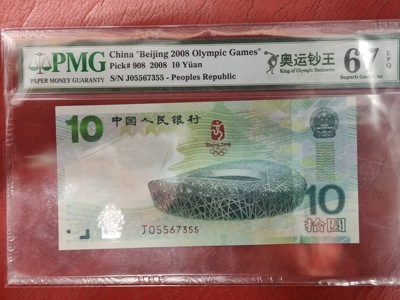 PMG
PAPER MONEY GUARANTY
China "Beijing 2008 Olympic Games"
Pick# 908 2008 10 Yüan
S/N J05567355 - Peoples Republic
奥运钞王
King of Olympic Banknotes
67 EPQ
Superb Gem Unc
10
中国人民银行
Beijing 2008
10
拾圆
J05567355